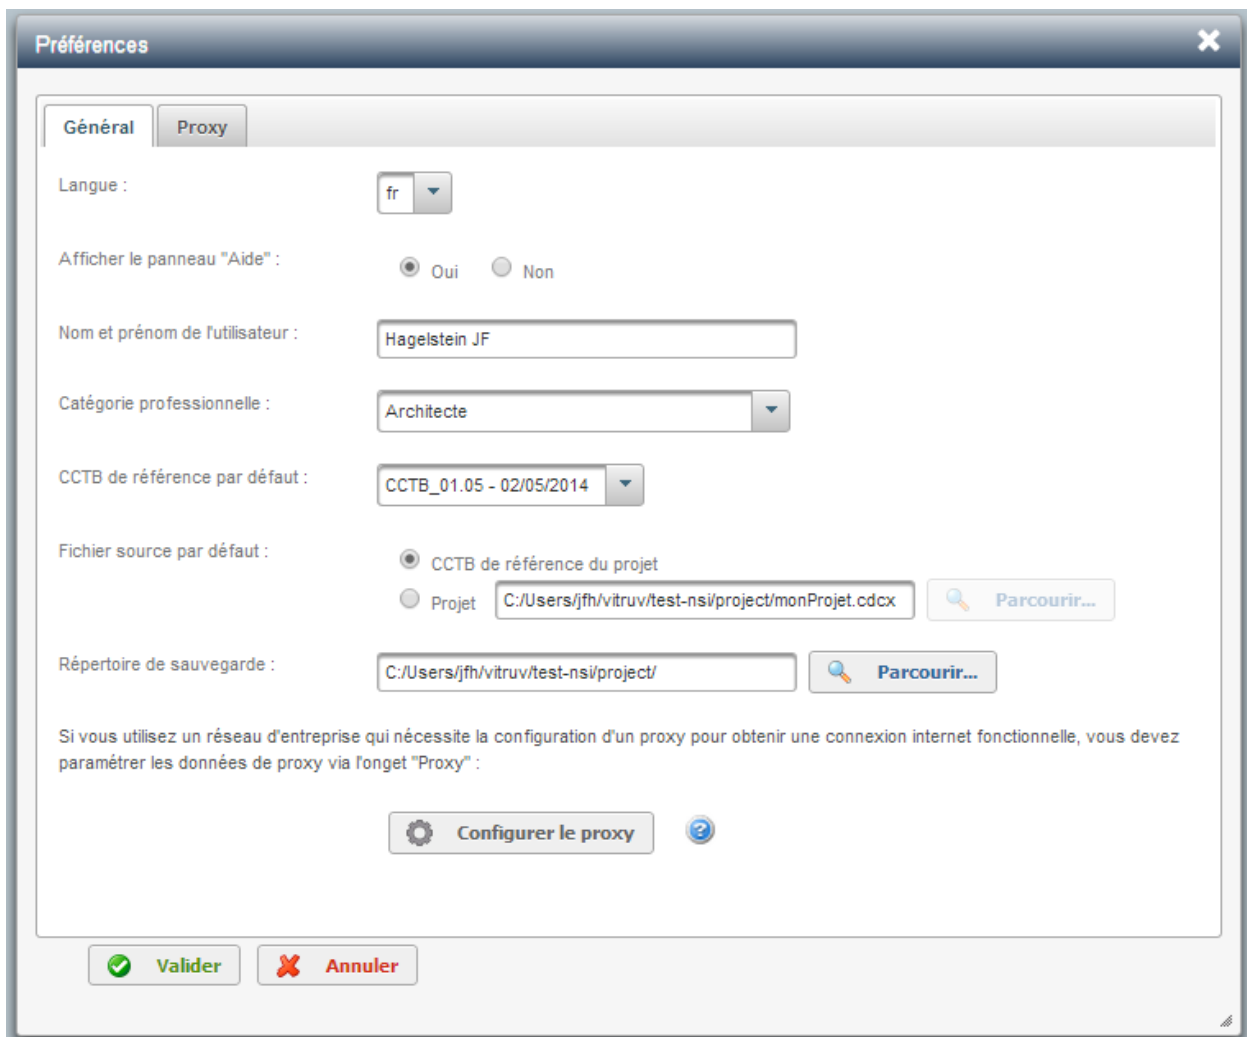 Préférences
Général Proxy
Langue : fr
Afficher le panneau "Aide" : Oui Non
Nom et prénom de l'utilisateur : Hagelstein JF
Catégorie professionnelle : Architecte
CCTB de référence par défaut : CCTB_01.05 - 02/05/2014
Fichier source par défaut : CCTB de référence du projet
Projet C:/Users/jfh/vitruv/test-nsi/project/monProjet.cdcx Parcourir...
Répertoire de sauvegarde : C:/Users/jfh/vitruv/test-nsi/project/ Parcourir...
Si vous utilisez un réseau d'entreprise qui nécessite la configuration d'un proxy pour obtenir une connexion internet fonctionnelle, vous devez
paramétrer les données de proxy via l'onget "Proxy" :
Configurer le proxy ?
Valider Annuler